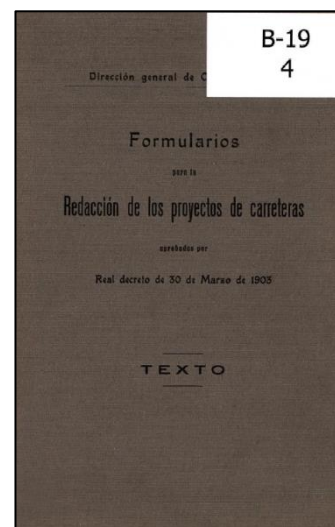 B-19
4
Dirección general de
Formularios
para la
Redacción de los proyectos de carreteras
aprobados por
Real decreto de 30 de Marzo de 1903
TEXTO